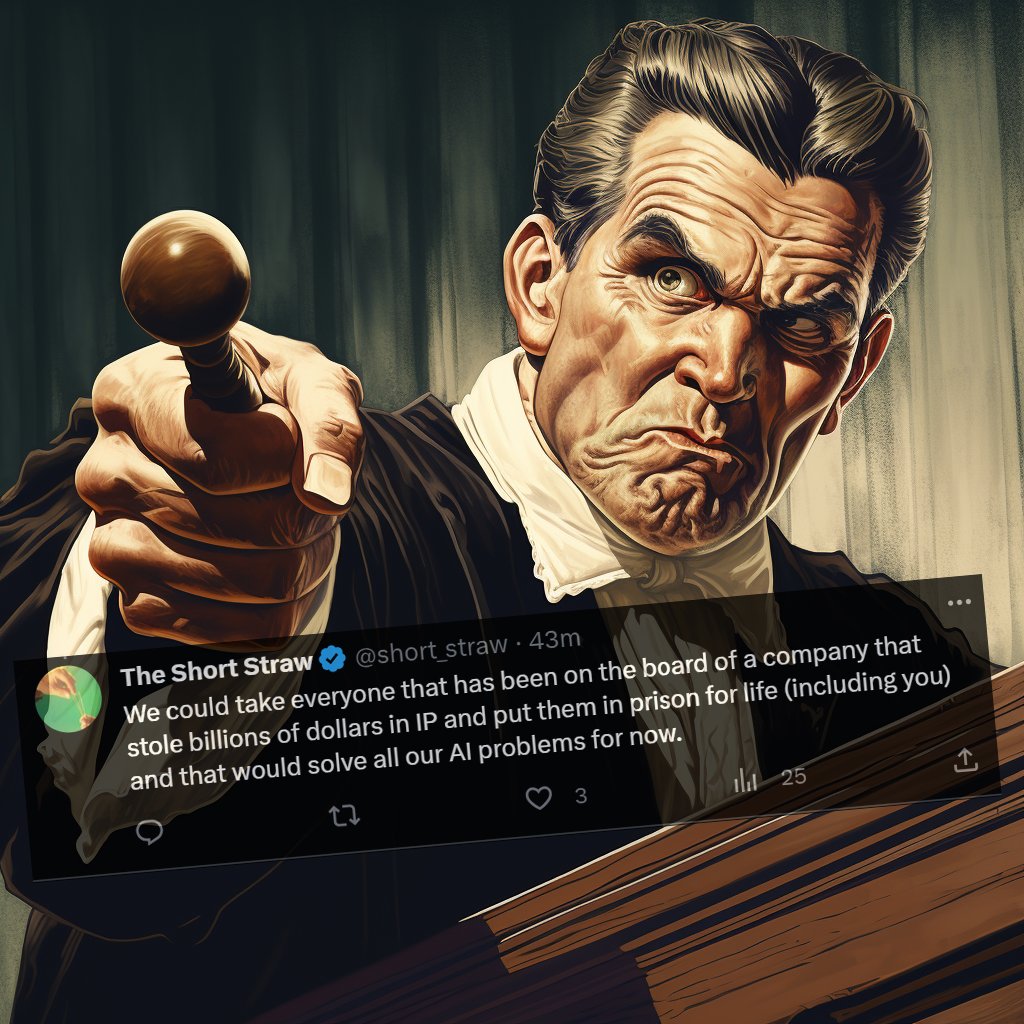 The Short Straw @short_straw · 43m
We could take everyone that has been on the board of a company that
stole billions of dollars in IP and put them in prison for life (including you)
and that would solve all our AI problems for now.
3
25